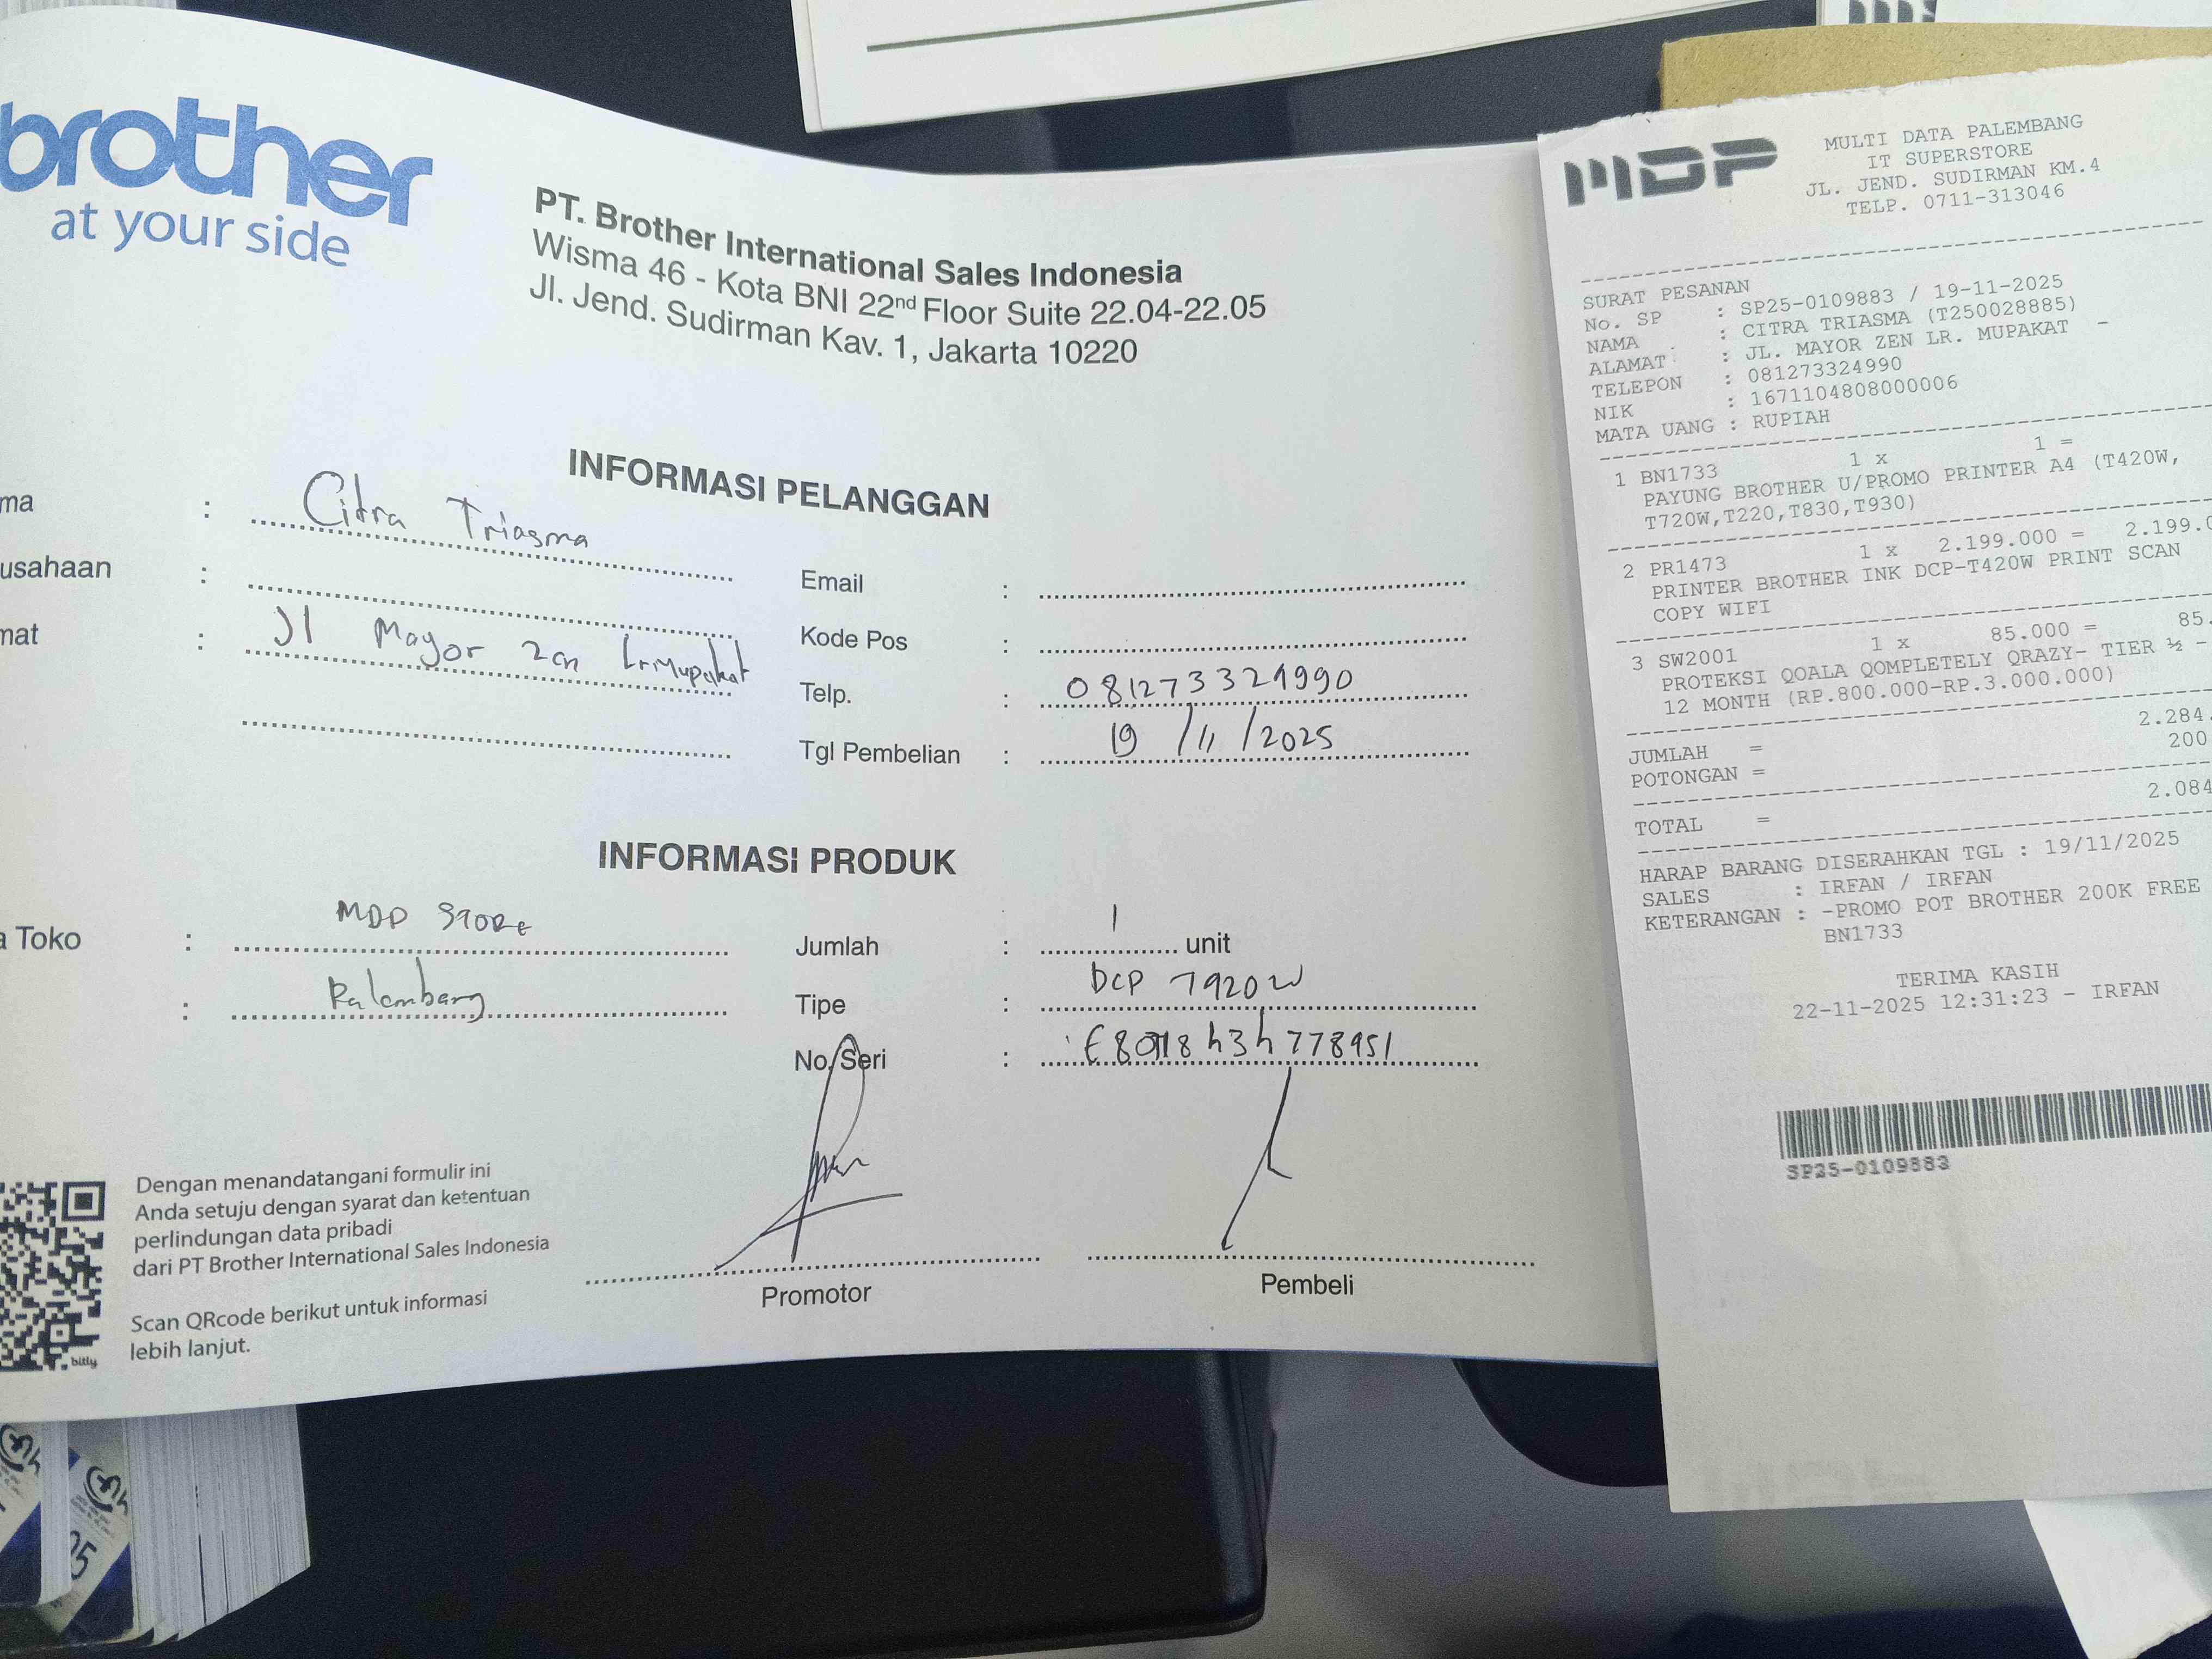 brother
at your side
PT. Brother International Sales Indonesia
Wisma 46 - Kota BNI 22nd Floor Suite 22.04-22.05
Jl. Jend. Sudirman Kav. 1, Jakarta 10220
INFORMASI PELANGGAN
ma : Citra Triasma
usahaan :
mat : Jl Mayor Zen Lr. Mupakat
Email :
Kode Pos :
Telp. : 081273324990
Tgl Pembelian : 19/11/2025
INFORMASI PRODUK
a Toko : MDP STORE
: Palembang
Jumlah : 1 unit
Tipe : DCP T420W
No. Seri :
Dengan menandatangani formulir ini
Anda setuju dengan syarat dan ketentuan
perlindungan data pribadi
dari PT Brother International Sales Indonesia
Scan QRcode berikut untuk informasi
lebih lanjut.
bitly
Promotor
Pembeli
MDP
MULTI DATA PALEMBANG
IT SUPERSTORE
JL. JEND. SUDIRMAN KM.4
TELP. 0711-313046
SURAT PESANAN
No. SP : SP25-0109883 / 19-11-2025
NAMA : CITRA TRIASMA (T250028885)
ALAMAT : JL. MAYOR ZEN LR. MUPAKAT -
TELEPON : 081273324990
NIK : 1671104808000006
MATA UANG : RUPIAH
1 BN1733 1 x 1 =
PAYUNG BROTHER U/PROMO PRINTER A4 (T420W,
T720W,T220,T830,T930)
2 PR1473 1 x 2.199.000 = 2.199.0
PRINTER BROTHER INK DCP-T420W PRINT SCAN
COPY WIFI
3 SW2001 1 x 85.000 = 85.
PROTEKSI QOALA QOMPLETELY QRAZY- TIER ½ -
12 MONTH (RP.800.000-RP.3.000.000)
JUMLAH = 2.284.
POTONGAN = 200
TOTAL = 2.084
HARAP BARANG DISERAHKAN TGL : 19/11/2025
SALES : IRFAN / IRFAN
KETERANGAN : -PROMO POT BROTHER 200K FREE
BN1733
TERIMA KASIH
22-11-2025 12:31:23 - IRFAN
SP25-0109883